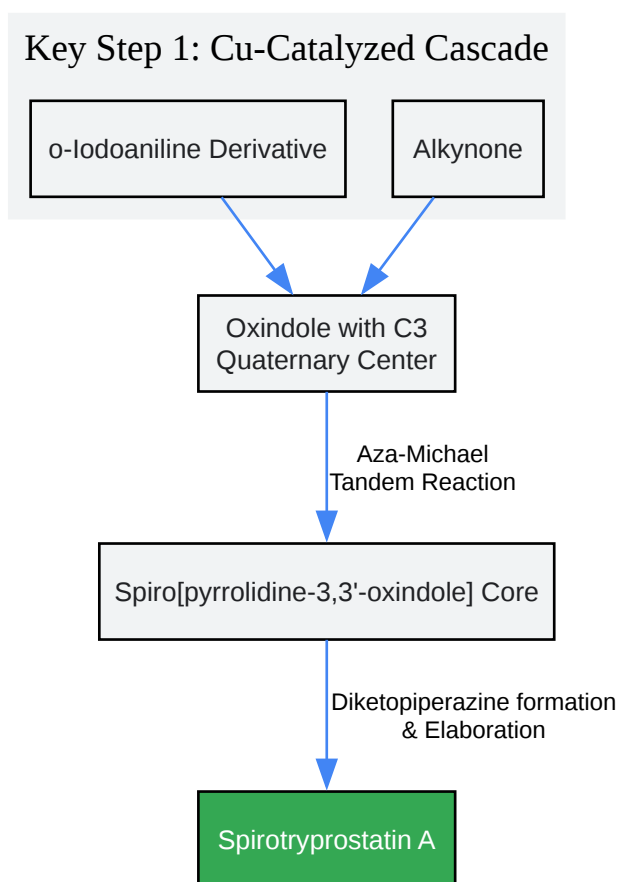 Key Step 1: Cu-Catalyzed Cascade
o-Iodoaniline Derivative
Alkynone
Oxindole with C3
Quaternary Center
Aza-Michael
Tandem Reaction
Spiro[pyrrolidine-3,3'-oxindole] Core
Diketopiperazine formation
& Elaboration
Spirotryprostatin A